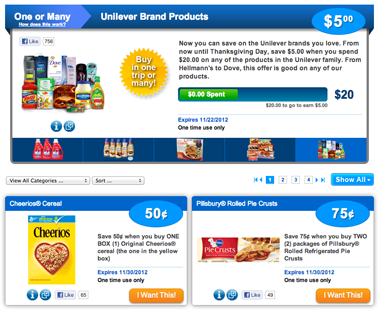 One or Many
How does this work?
Unilever Brand Products
$5.00
Like 756
Buy
in one
trip or
many!
Now you can save on the Unilever brands you love. From
now until Thanksgiving Day, save $5.00 when you spend
$20.00 on any of the products in the Unilever family. From
Hellmann's to Dove, this offer is good on any of our
products.
$0.00 Spent
$20
$20.00 to go to earn $5.00
Expires 11/22/2012
One time use only
View All Categories ...
Sort ...
1 2 3 4
Show All
Cheerios® Cereal
50¢
Cheerios
Save 50¢ when you buy ONE
BOX (1) Original Cheerios®
cereal (the one in the yellow
box)
Expires 11/30/2012
One time use only
Like 65
I Want This!
Pillsbury® Rolled Pie Crusts
75¢
Pie Crusts
Save 75¢ when you buy TWO
(2) packages of Pillsbury®
Rolled Refrigerated Pie
Crusts
Expires 11/30/2012
One time use only
Like 49
I Want This!